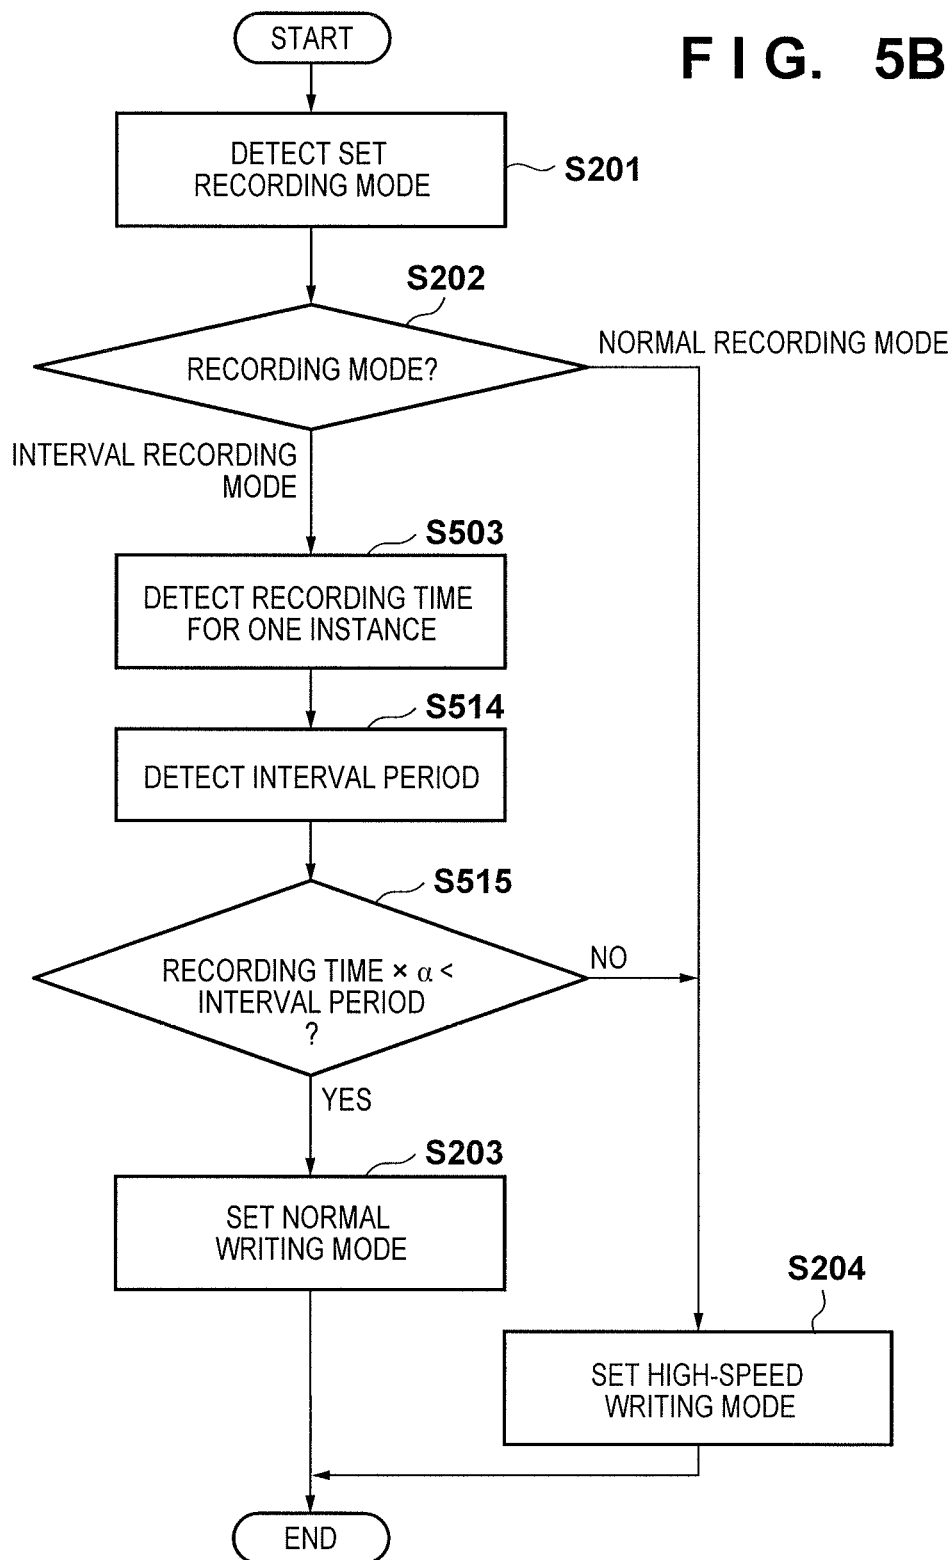 START
F I G. 5B
DETECT SET
RECORDING MODE
S201
S202
RECORDING MODE?
NORMAL RECORDING MODE
INTERVAL RECORDING
MODE
S503
DETECT RECORDING TIME
FOR ONE INSTANCE
S514
DETECT INTERVAL PERIOD
S515
RECORDING TIME × α <
INTERVAL PERIOD
?
NO
YES
S203
SET NORMAL
WRITING MODE
S204
SET HIGH-SPEED
WRITING MODE
END